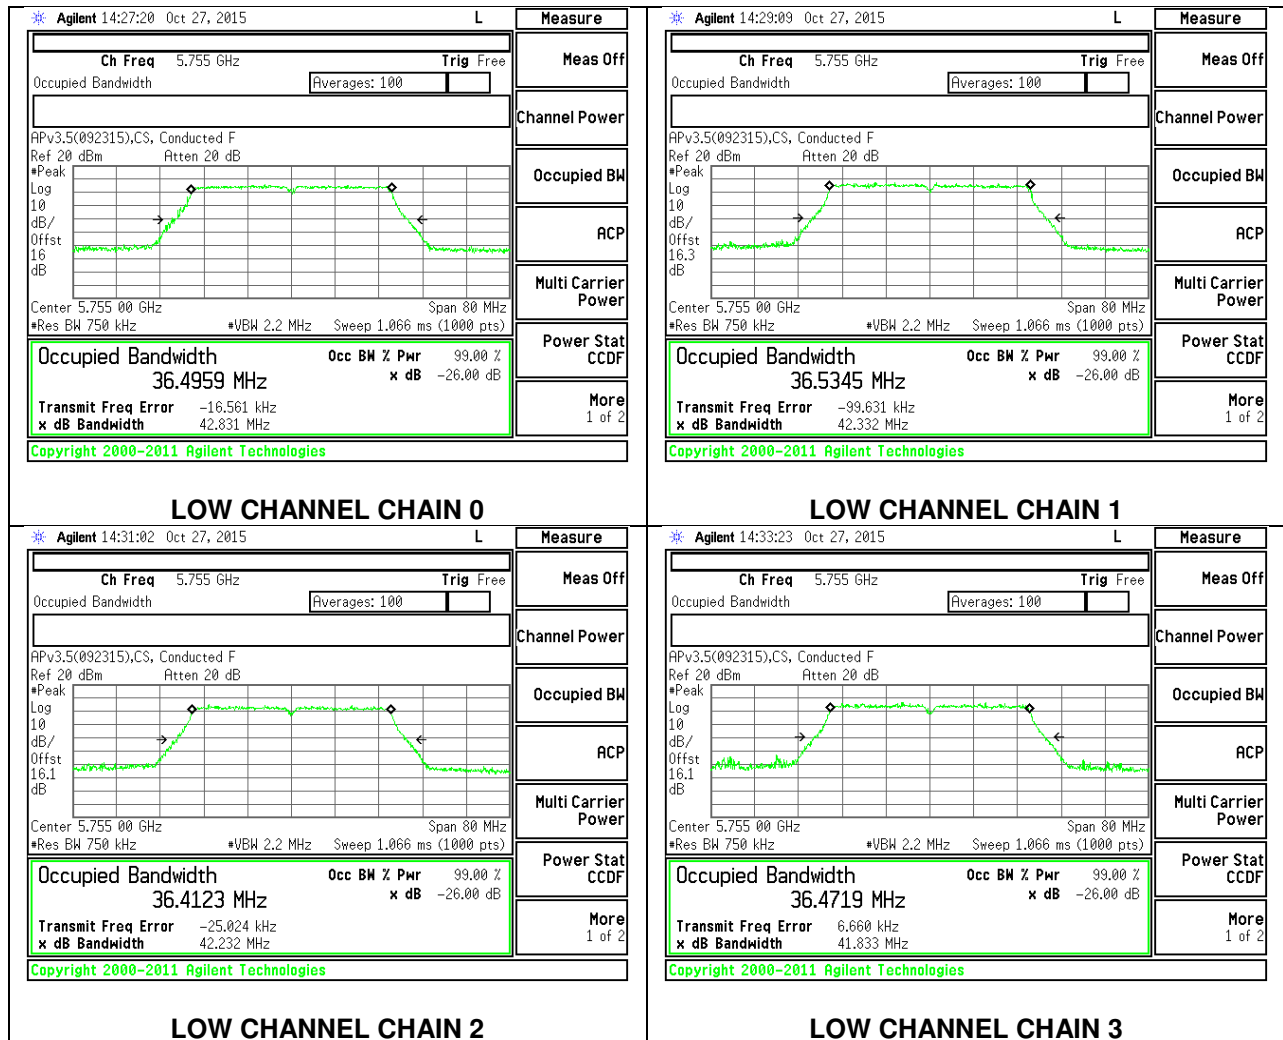 Agilent 14:27:20 Oct 27, 2015 L Measure
Ch Freq 5.755 GHz Trig Free
Occupied Bandwidth Averages: 100
Meas Off
Channel Power
APv3.5(092315),CS, Conducted F
Ref 20 dBm Atten 20 dB
#Peak
Log
10
dB/
Offst
16
dB
Occupied BW
ACP
Multi Carrier
Power
Center 5.755 00 GHz Span 80 MHz
#Res BW 750 kHz #VBW 2.2 MHz Sweep 1.066 ms (1000 pts)
Power Stat
CCDF
Occupied Bandwidth Occ BW % Pwr 99.00 %
36.4959 MHz x dB -26.00 dB
Transmit Freq Error -16.561 kHz
x dB Bandwidth 42.831 MHz
More
1 of 2
Copyright 2000-2011 Agilent Technologies
LOW CHANNEL CHAIN 0
Agilent 14:29:09 Oct 27, 2015 L Measure
Ch Freq 5.755 GHz Trig Free
Occupied Bandwidth Averages: 100
Meas Off
Channel Power
APv3.5(092315),CS, Conducted F
Ref 20 dBm Atten 20 dB
#Peak
Log
10
dB/
Offst
16.3
dB
Occupied BW
ACP
Multi Carrier
Power
Center 5.755 00 GHz Span 80 MHz
#Res BW 750 kHz #VBW 2.2 MHz Sweep 1.066 ms (1000 pts)
Power Stat
CCDF
Occupied Bandwidth Occ BW % Pwr 99.00 %
36.5345 MHz x dB -26.00 dB
Transmit Freq Error -99.631 kHz
x dB Bandwidth 42.332 MHz
More
1 of 2
Copyright 2000-2011 Agilent Technologies
LOW CHANNEL CHAIN 1
Agilent 14:31:02 Oct 27, 2015 L Measure
Ch Freq 5.755 GHz Trig Free
Occupied Bandwidth Averages: 100
Meas Off
Channel Power
APv3.5(092315),CS, Conducted F
Ref 20 dBm Atten 20 dB
#Peak
Log
10
dB/
Offst
16.1
dB
Occupied BW
ACP
Multi Carrier
Power
Center 5.755 00 GHz Span 80 MHz
#Res BW 750 kHz #VBW 2.2 MHz Sweep 1.066 ms (1000 pts)
Power Stat
CCDF
Occupied Bandwidth Occ BW % Pwr 99.00 %
36.4123 MHz x dB -26.00 dB
Transmit Freq Error -25.024 kHz
x dB Bandwidth 42.232 MHz
More
1 of 2
Copyright 2000-2011 Agilent Technologies
LOW CHANNEL CHAIN 2
Agilent 14:33:23 Oct 27, 2015 L Measure
Ch Freq 5.755 GHz Trig Free
Occupied Bandwidth Averages: 100
Meas Off
Channel Power
APv3.5(092315),CS, Conducted F
Ref 20 dBm Atten 20 dB
#Peak
Log
10
dB/
Offst
16.1
dB
Occupied BW
ACP
Multi Carrier
Power
Center 5.755 00 GHz Span 80 MHz
#Res BW 750 kHz #VBW 2.2 MHz Sweep 1.066 ms (1000 pts)
Power Stat
CCDF
Occupied Bandwidth Occ BW % Pwr 99.00 %
36.4719 MHz x dB -26.00 dB
Transmit Freq Error 6.660 kHz
x dB Bandwidth 41.833 MHz
More
1 of 2
Copyright 2000-2011 Agilent Technologies
LOW CHANNEL CHAIN 3